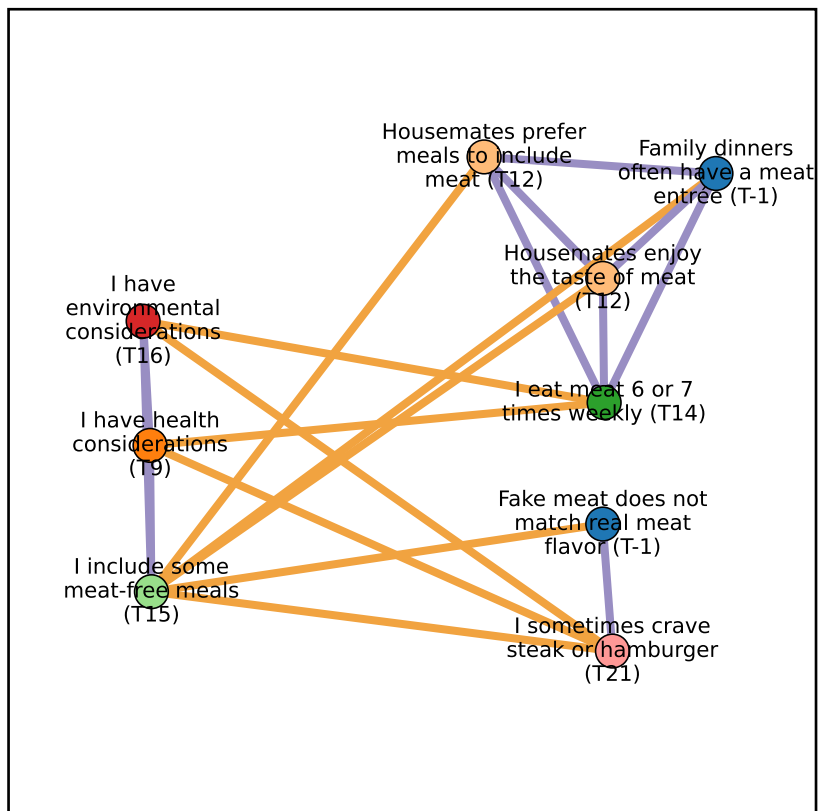 Housemates prefer
meals to include
meat (T12)
Family dinners
often have a meat
entrée (T-1)
Housemates enjoy
the taste of meat
(T12)
I have
environmental
considerations
(T16)
I eat meat 6 or 7
times weekly (T14)
I have health
considerations
(T9)
Fake meat does not
match real meat
flavor (T-1)
I include some
meat-free meals
(T15)
I sometimes crave
steak or hamburger
(T21)